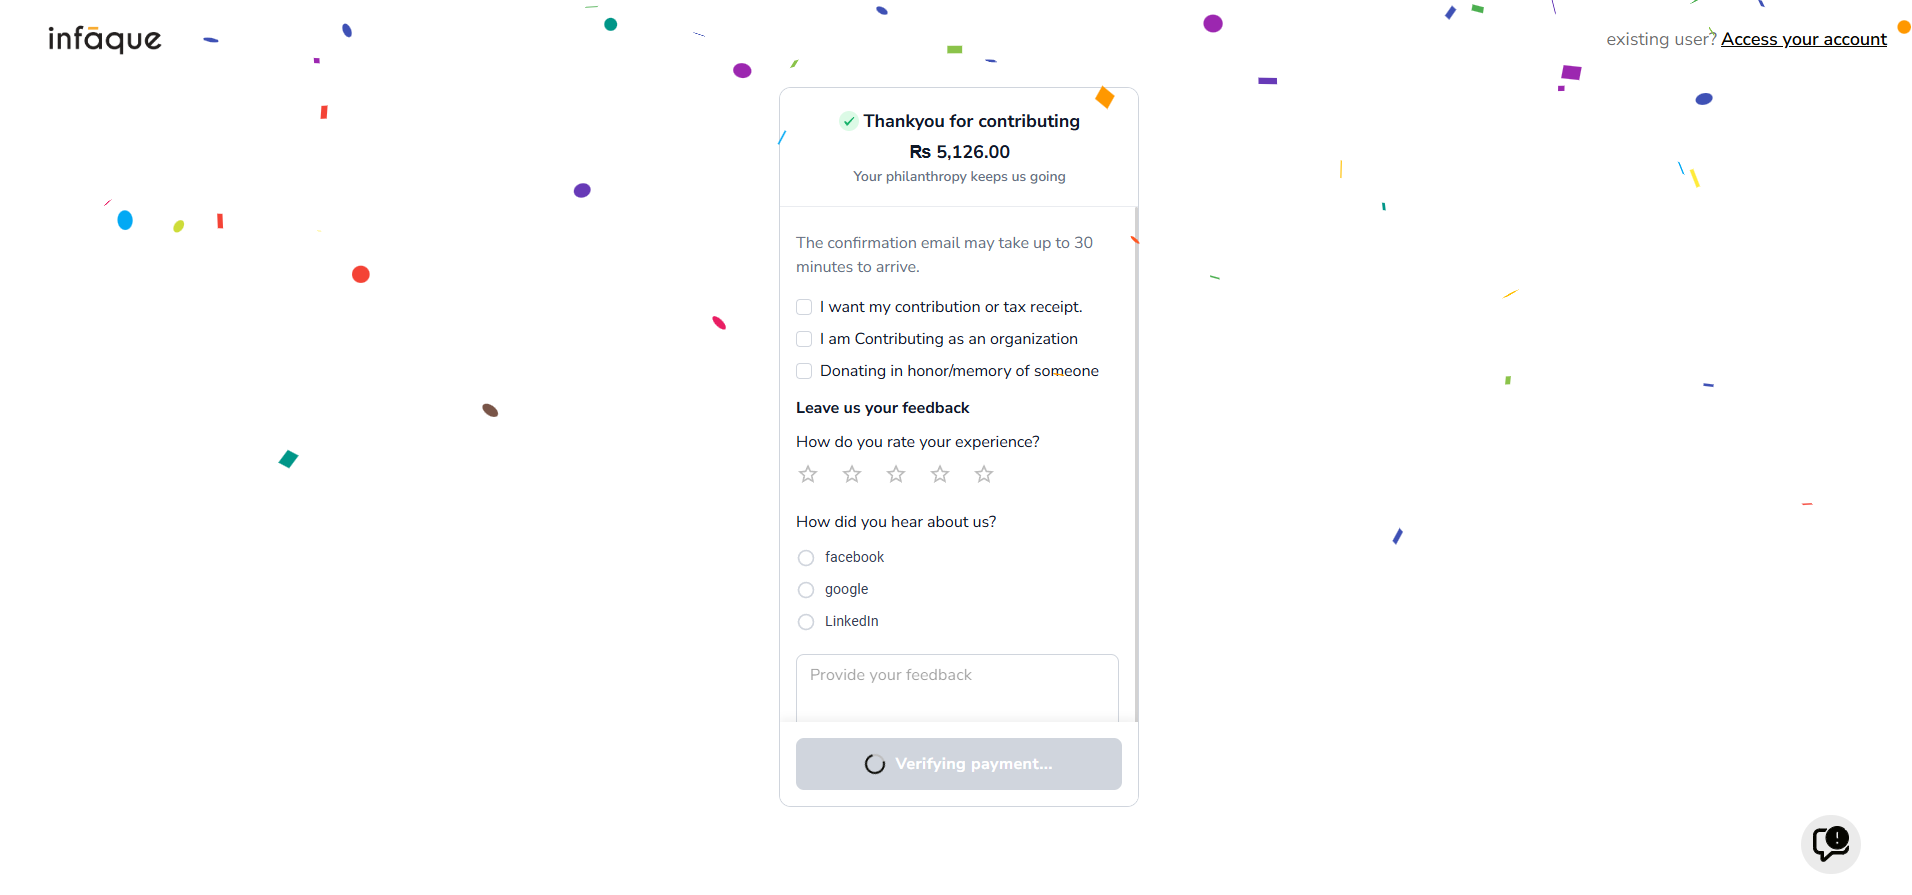 infaque
existing user? Access your account
Thankyou for contributing
₨ 5,126.00
Your philanthropy keeps us going
The confirmation email may take up to 30
minutes to arrive.
I want my contribution or tax receipt.
I am Contributing as an organization
Donating in honor/memory of someone
Leave us your feedback
How do you rate your experience?
How did you hear about us?
facebook
google
LinkedIn
Provide your feedback
Verifying payment...